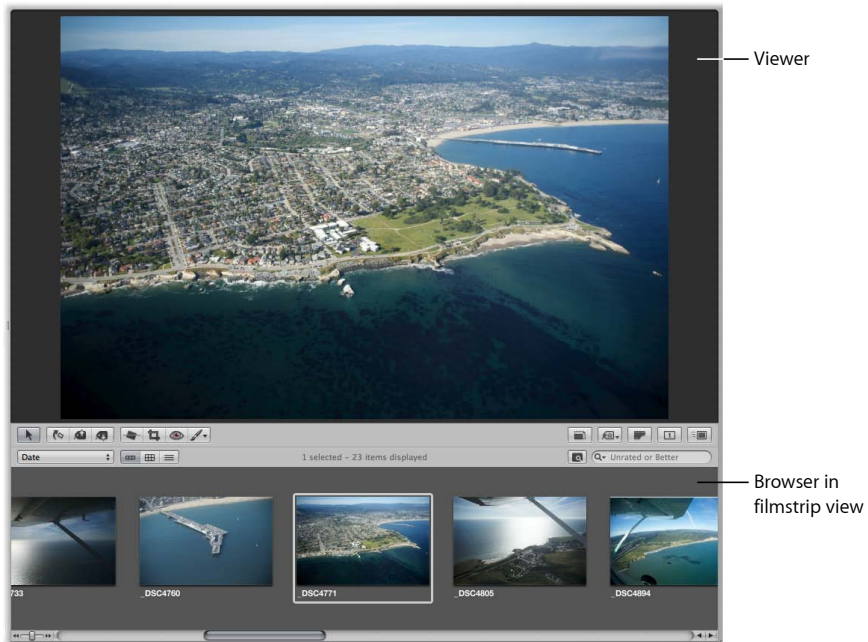 Viewer
Date
1 selected - 23 items displayed
Unrated or Better
Browser in
filmstrip view
733
_DSC4760
_DSC4771
_DSC4805
_DSC4894